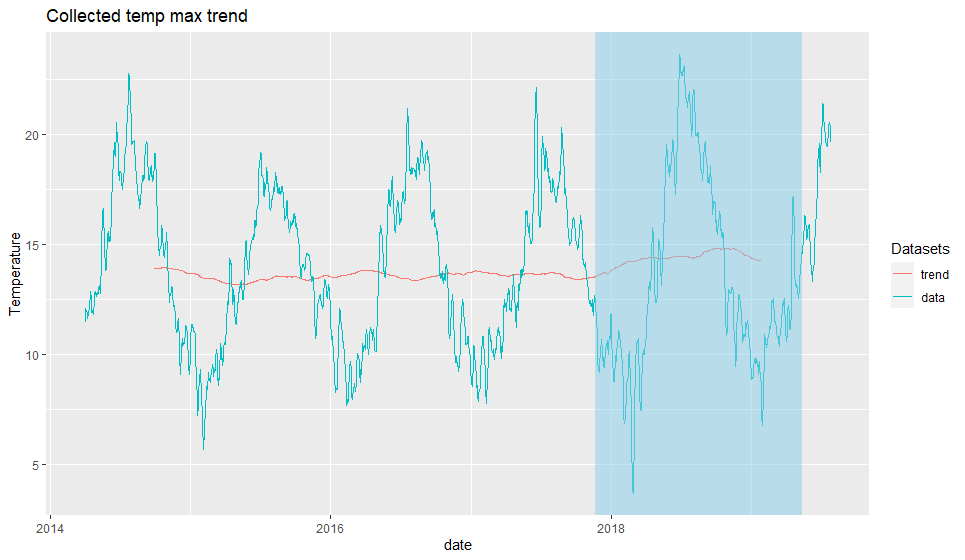 Collected temp max trend
Temperature
20
15
10
5
2014
2016
2018
date
Datasets
trend
data